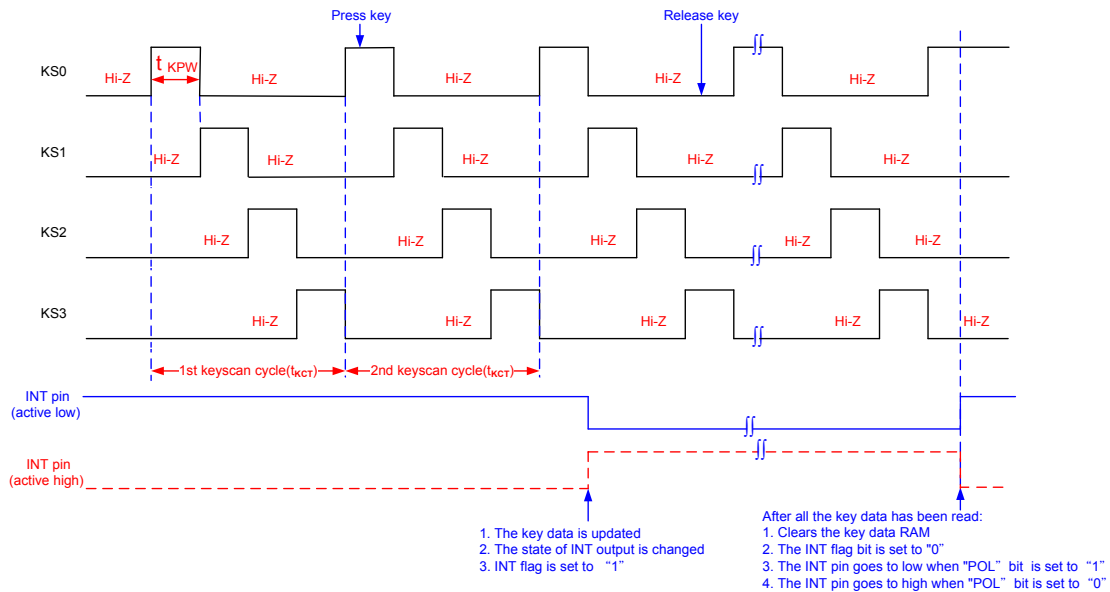 Press key
Release key
KS0
Hi-Z
t KPW
Hi-Z
Hi-Z
Hi-Z
Hi-Z
KS1
Hi-Z
Hi-Z
Hi-Z
Hi-Z
Hi-Z
KS2
Hi-Z
Hi-Z
Hi-Z
Hi-Z
Hi-Z
KS3
Hi-Z
Hi-Z
Hi-Z
Hi-Z
Hi-Z
1st keyscan cycle(tKCT)
2nd keyscan cycle(tKCT)
INT pin
(active low)
INT pin
(active high)
1. The key data is updated
2. The state of INT output is changed
3. INT flag is set to “1”
After all the key data has been read:
1. Clears the key data RAM
2. The INT flag bit is set to "0”
3. The INT pin goes to low when "POL” bit is set to “1”
4. The INT pin goes to high when "POL” bit is set to “0”